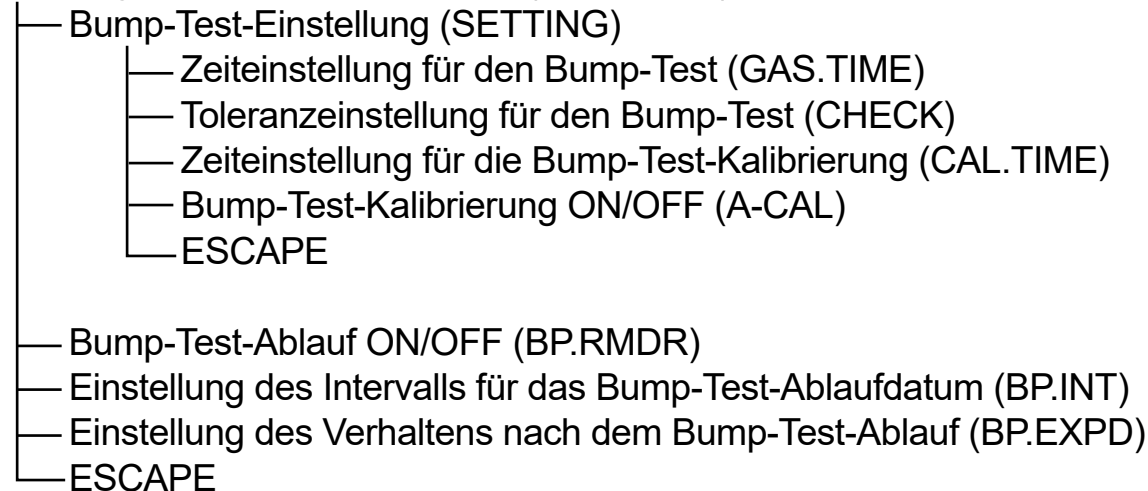 Bump-Test-Einstellung (SETTING)
Zeiteinstellung für den Bump-Test (GAS.TIME)
Toleranzeinstellung für den Bump-Test (CHECK)
Zeiteinstellung für die Bump-Test-Kalibrierung (CAL.TIME)
Bump-Test-Kalibrierung ON/OFF (A-CAL)
ESCAPE
Bump-Test-Ablauf ON/OFF (BP.RMDR)
Einstellung des Intervalls für das Bump-Test-Ablaufdatum (BP.INT)
Einstellung des Verhaltens nach dem Bump-Test-Ablauf (BP.EXPD)
ESCAPE